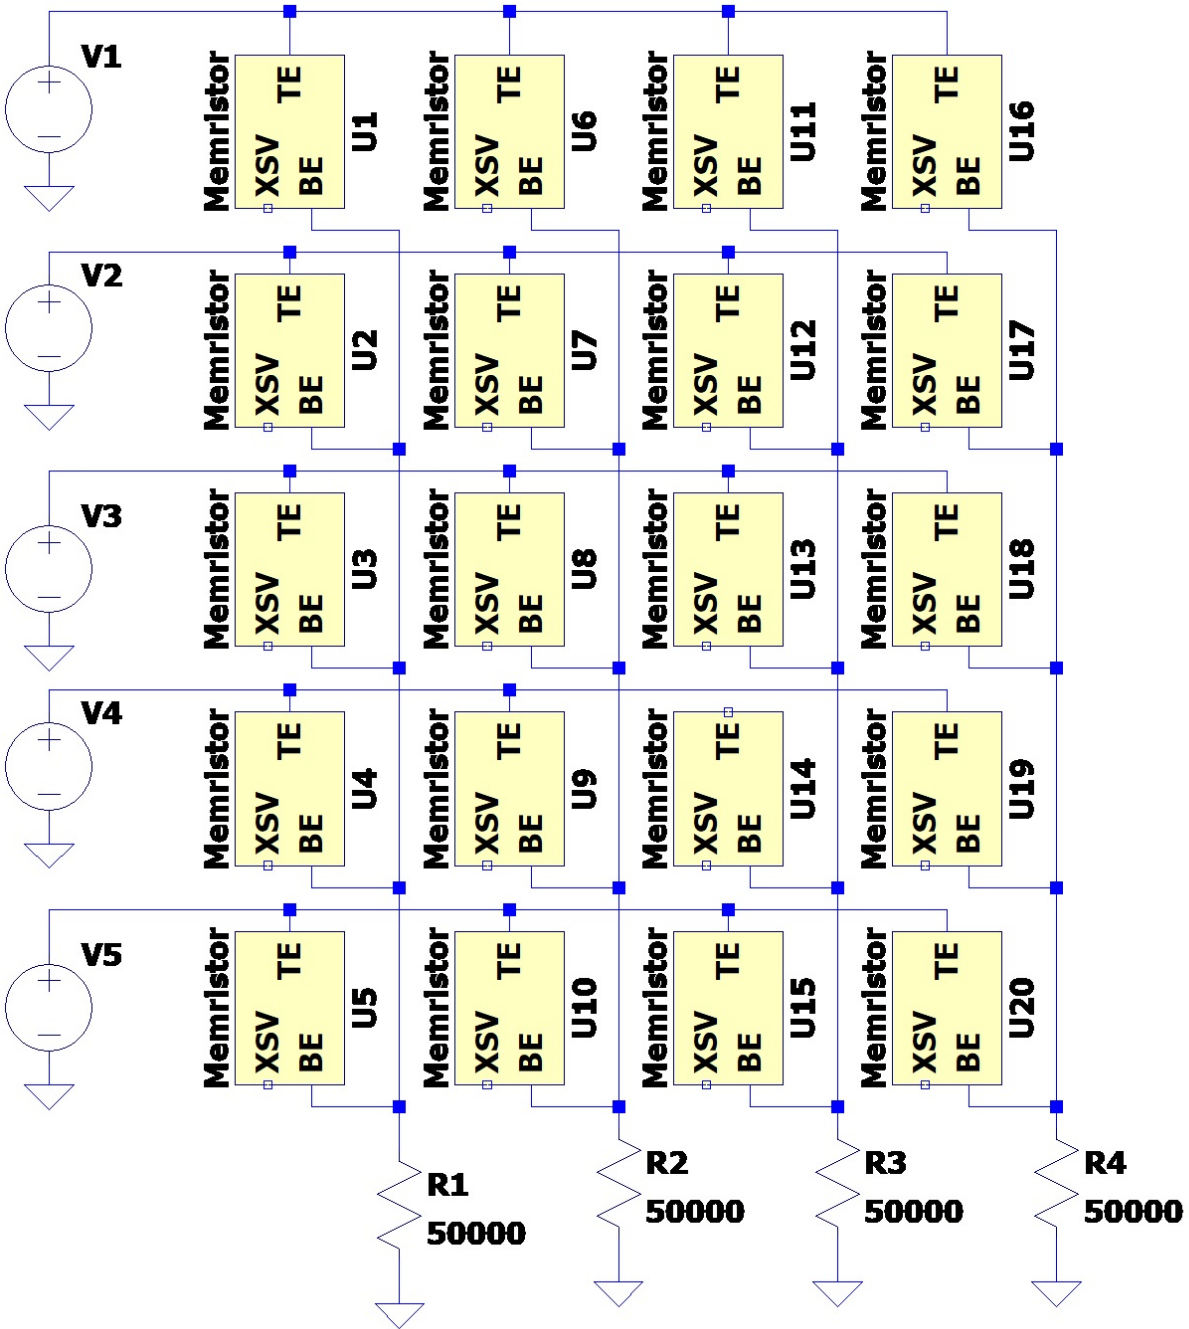 V1
Memristor
TE
XSV
BE
U1
Memristor
TE
XSV
BE
U6
Memristor
TE
XSV
BE
U11
Memristor
TE
XSV
BE
U16
V2
Memristor
TE
XSV
BE
U2
Memristor
TE
XSV
BE
U7
Memristor
TE
XSV
BE
U12
Memristor
TE
XSV
BE
U17
V3
Memristor
TE
XSV
BE
U3
Memristor
TE
XSV
BE
U8
Memristor
TE
XSV
BE
U13
Memristor
TE
XSV
BE
U18
V4
Memristor
TE
XSV
BE
U4
Memristor
TE
XSV
BE
U9
Memristor
TE
XSV
BE
U14
Memristor
TE
XSV
BE
U19
V5
Memristor
TE
XSV
BE
U5
Memristor
TE
XSV
BE
U10
Memristor
TE
XSV
BE
U15
Memristor
TE
XSV
BE
U20
R1
50000
R2
50000
R3
50000
R4
50000